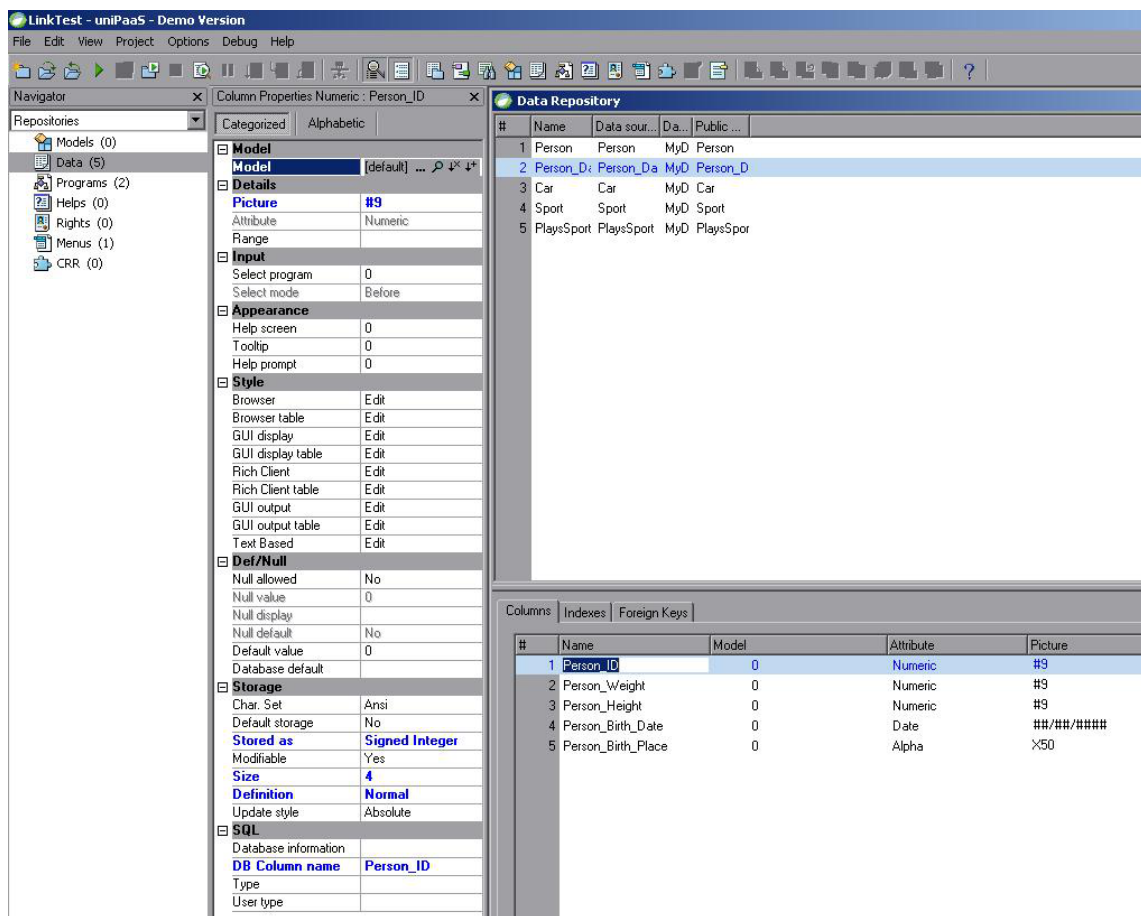 LinkTest - uniPaaS - Demo Version
File Edit View Project Options Debug Help
Navigator
Repositories
Models (0)
Data (5)
Programs (2)
Helps (0)
Rights (0)
Menus (1)
CRR (0)
Column Properties Numeric : Person_ID
Categorized Alphabetic
Model
Model [default] ...
Details
Picture #9
Attribute Numeric
Range
Input
Select program 0
Select mode Before
Appearance
Help screen 0
Tooltip 0
Help prompt 0
Style
Browser Edit
Browser table Edit
GUI display Edit
GUI display table Edit
Rich Client Edit
Rich Client table Edit
GUI output Edit
GUI output table Edit
Text Based Edit
Def/Null
Null allowed No
Null value 0
Null display
Null default No
Default value 0
Database default
Storage
Char. Set Ansi
Default storage No
Stored as Signed Integer
Modifiable Yes
Size 4
Definition Normal
Update style Absolute
SQL
Database information
DB Column name Person_ID
Type
User type
Data Repository
# Name Data sour... Da... Public ...
1 Person Person MyD Person
2 Person_Da Person_Da MyD Person_D
3 Car Car MyD Car
4 Sport Sport MyD Sport
5 PlaysSport PlaysSport MyD PlaysSpor
Columns Indexes Foreign Keys
# Name Model Attribute Picture
1 Person_ID 0 Numeric #9
2 Person_Weight 0 Numeric #9
3 Person_Height 0 Numeric #9
4 Person_Birth_Date 0 Date ##/##/####
5 Person_Birth_Place 0 Alpha X50